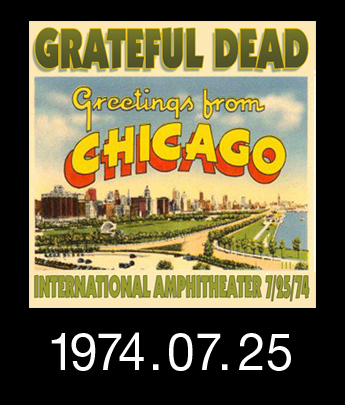 GRATEFUL DEAD
Greetings from
CHICAGO
INTERNATIONAL AMPHITHEATER 7/25/74
1974.07.25